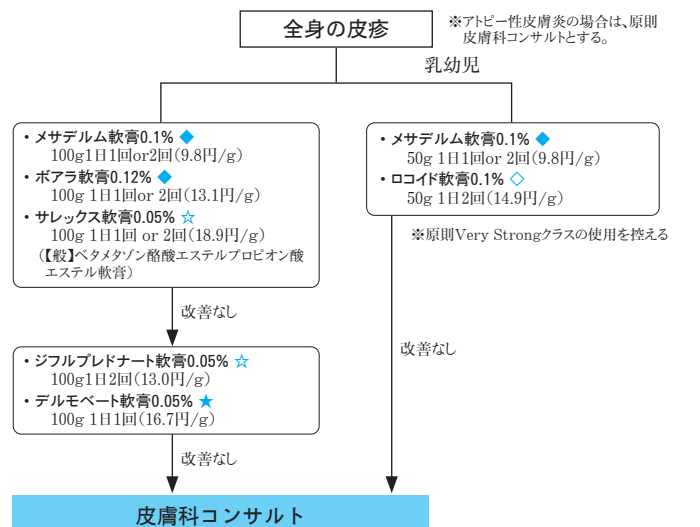 全身の皮疹
※アトピー性皮膚炎の場合は、原則
皮膚科コンサルトとする。
乳幼児
・メサデルム軟膏0.1% ◆
100g1日1回or2回(9.8円/g)
・ボアラ軟膏0.12% ◆
100g 1日1回or 2回(13.1円/g)
・サレックス軟膏0.05% ☆
100g 1日1回 or 2回(18.9円/g)
(【般】ベタメタゾン酪酸エステルプロピオン酸
エステル軟膏)
・メサデルム軟膏0.1% ◆
50g 1日1回or 2回(9.8円/g)
・ロコイド軟膏0.1% ◇
50g 1日2回(14.9円/g)
※原則Very Strongクラスの使用を控える
改善なし
・ジフルプレドナート軟膏0.05% ☆
100g1日2回(13.0円/g)
・デルモベート軟膏0.05% ★
100g 1日1回(16.7円/g)
改善なし
改善なし
皮膚科コンサルト